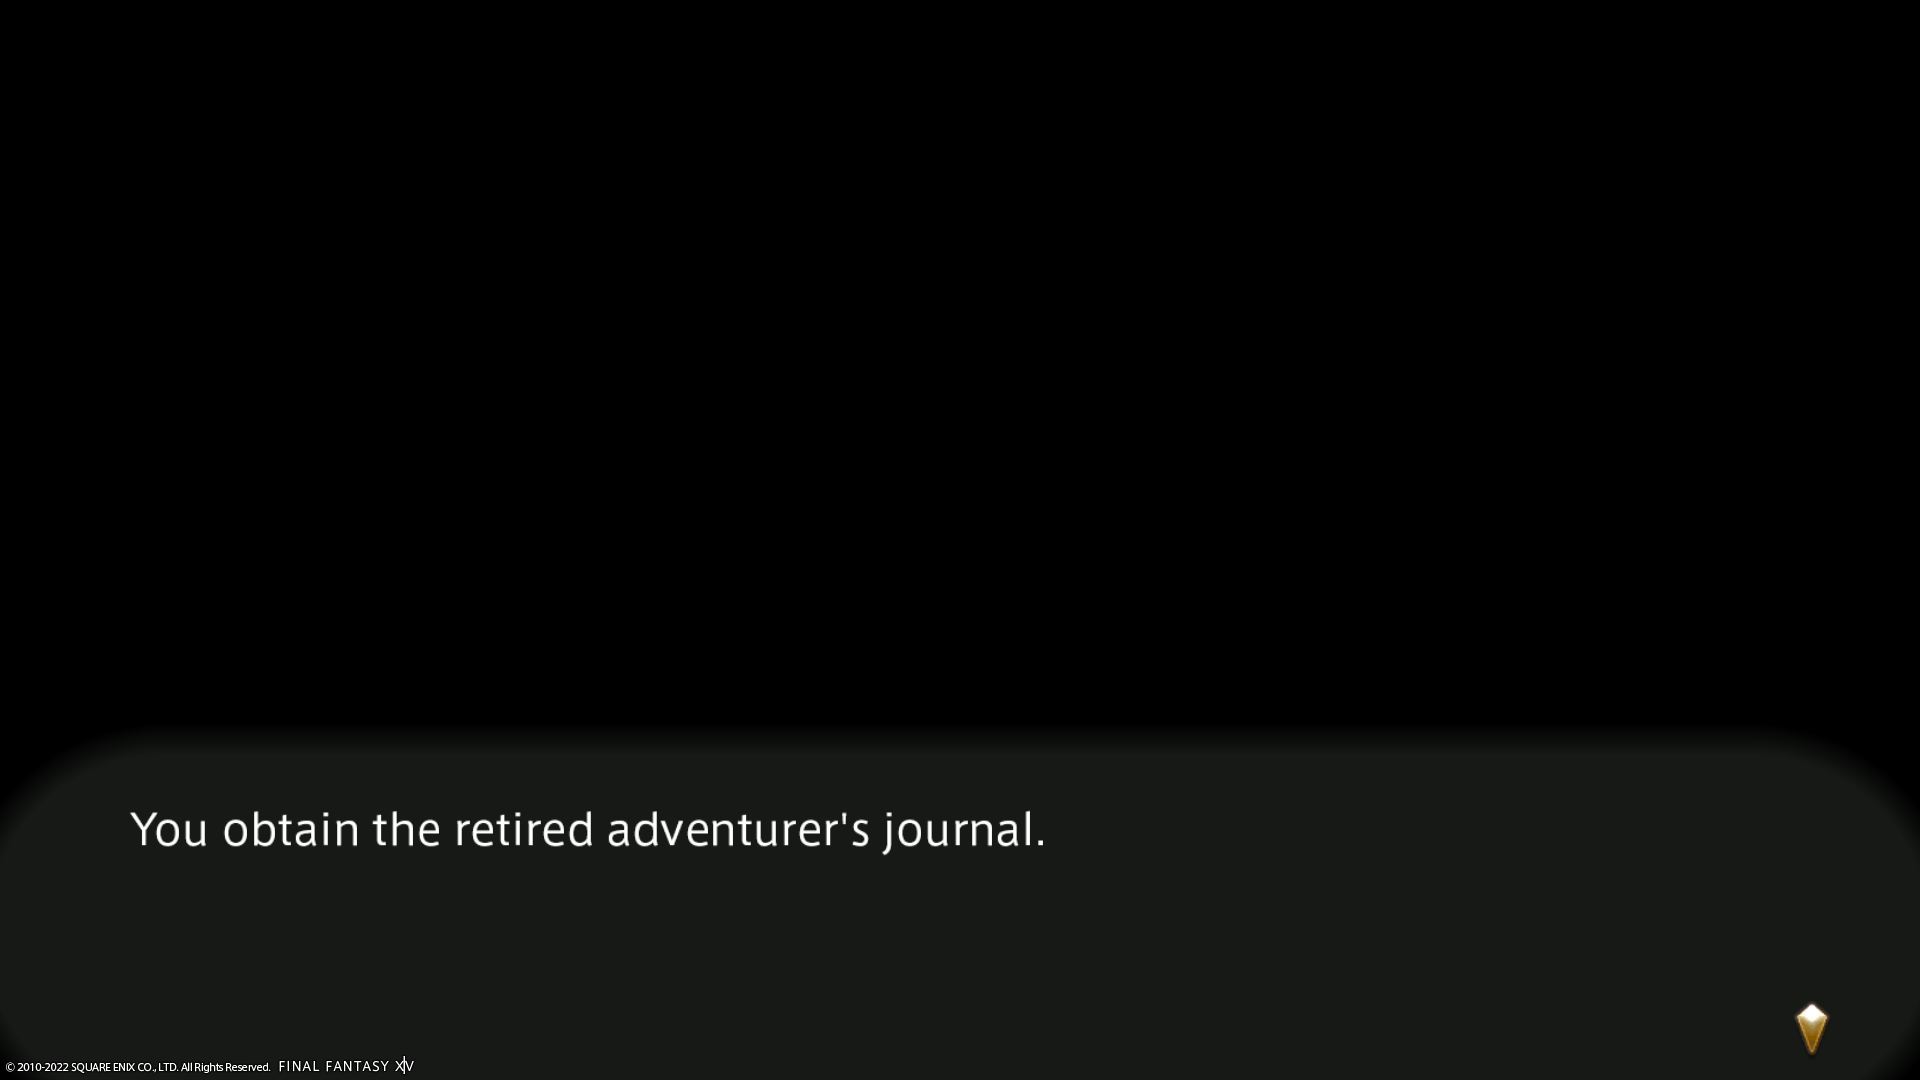 You obtain the retired adventurer's journal.
© 2010-2022 SQUARE ENIX CO., LTD. All Rights Reserved. FINAL FANTASY XIV